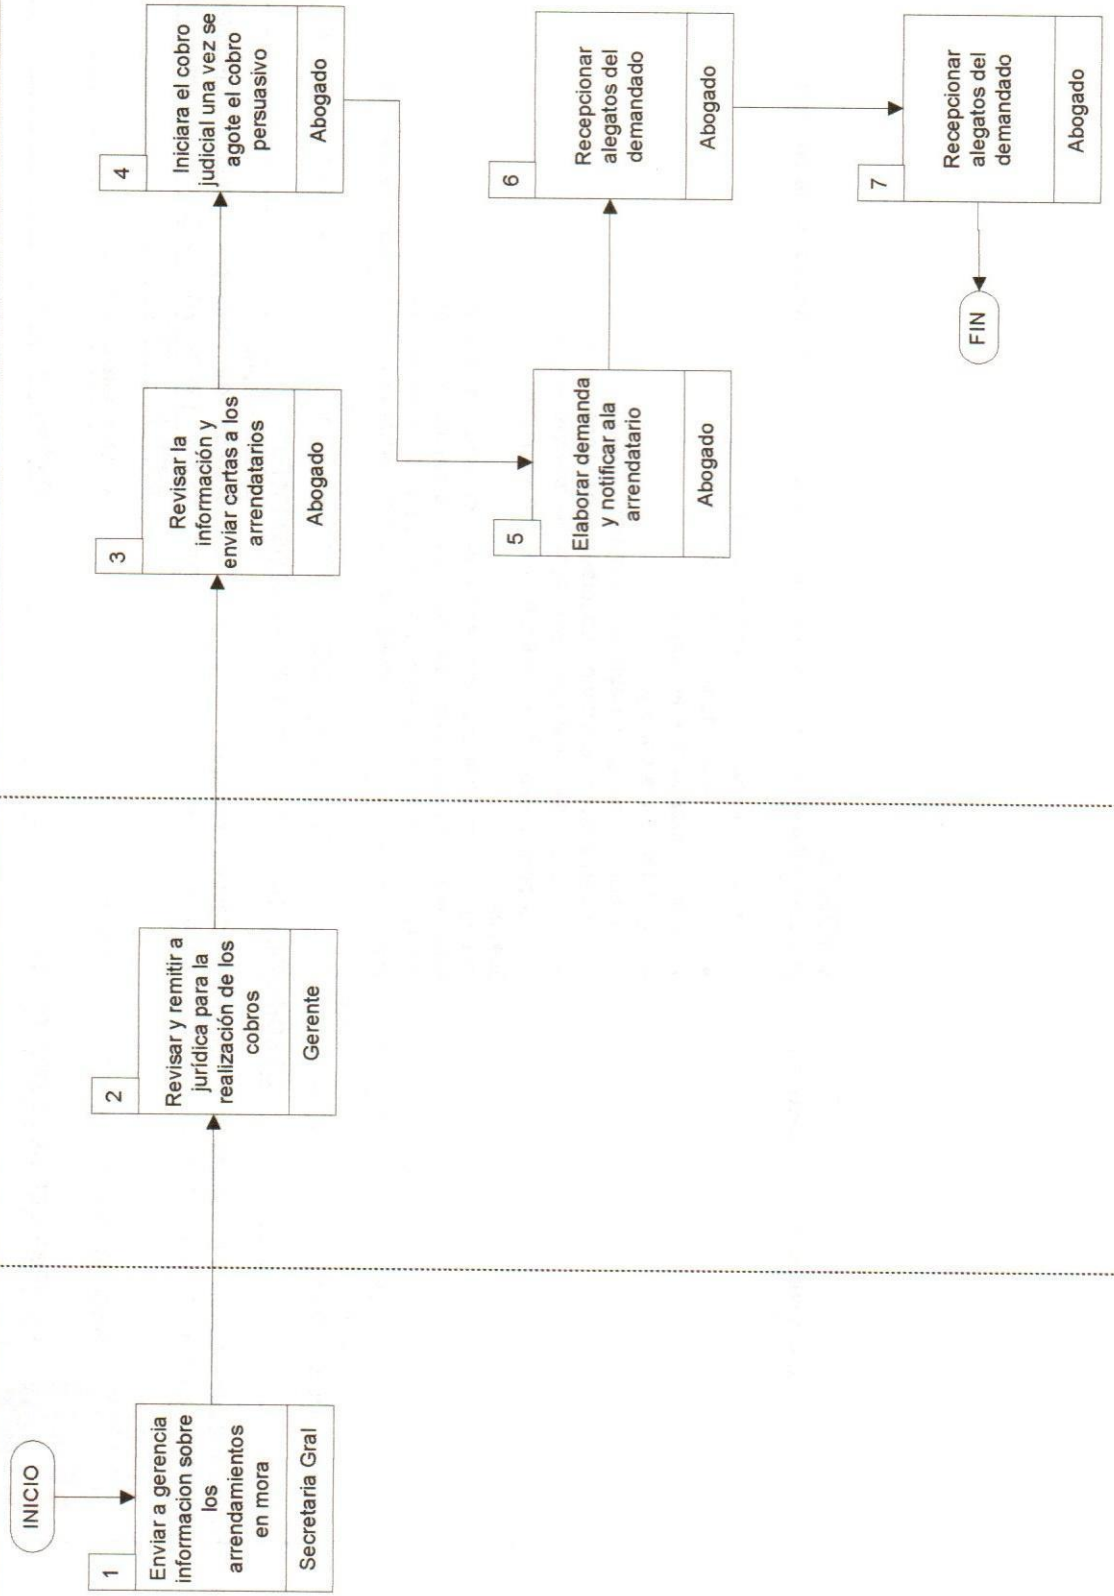 INICIO
1
Enviar a gerencia
informacion sobre
los
arrendamientos
en mora
Secretaria Gral
2
Revisar y remitir a
jurídica para la
realización de los
cobros
Gerente
3
Revisar la
información y
enviar cartas a los
arrendatarios
Abogado
4
Iniciara el cobro
judicial una vez se
agote el cobro
persuasivo
Abogado
5
Elaborar demanda
y notificar ala
arrendatario
Abogado
6
Recepcionar
alegatos del
demandado
Abogado
7
Recepcionar
alegatos del
demandado
Abogado
FIN